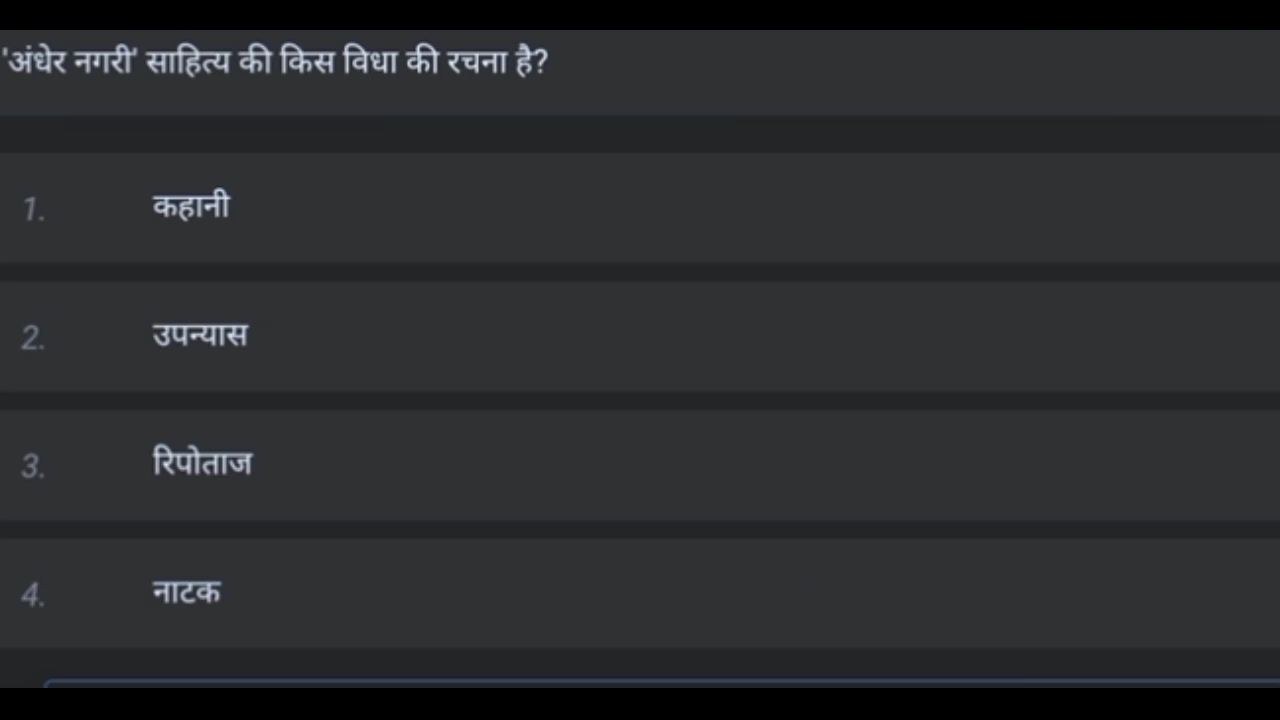 'अंधेर नगरी' साहित्य की किस विधा की रचना है?
1. कहानी
2. उपन्यास
3. रिपोताज
4. नाटक